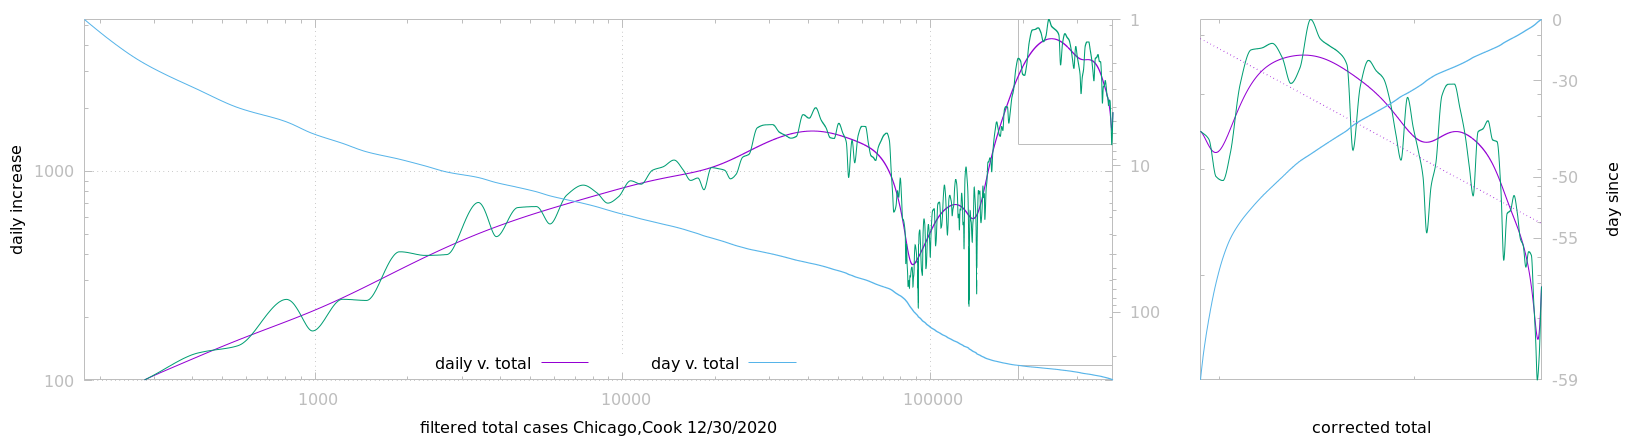 daily increase
1000
100
daily v. total
day v. total
1000
10000
100000
filtered total cases Chicago,Cook 12/30/2020
1
10
100
0
-30
-50
-55
-59
day since
corrected total